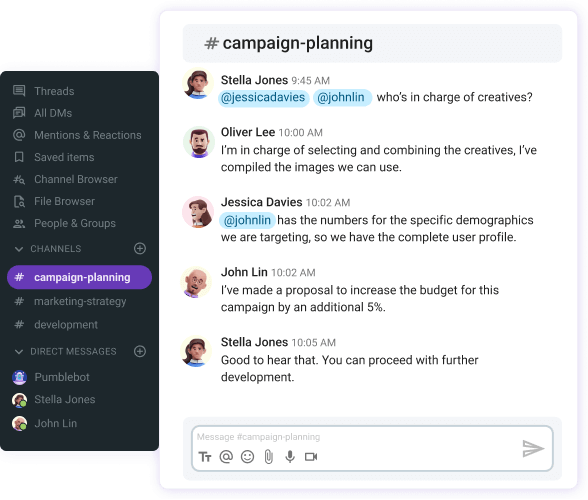 Threads
All DMs
Mentions & Reactions
Saved items
Channel Browser
File Browser
People & Groups
CHANNELS
# campaign-planning
# marketing-strategy
# development
DIRECT MESSAGES
Pumblebot
Stella Jones
John Lin
# campaign-planning
Stella Jones 9:45 AM
@jessicadavies @johnlin who's in charge of creatives?
Oliver Lee 10:00 AM
I'm in charge of selecting and combining the creatives, I've
compiled the images we can use.
Jessica Davies 10:02 AM
@johnlin has the numbers for the specific demographics
we are targeting, so we have the complete user profile.
John Lin 10:02 AM
I've made a proposal to increase the budget for this
campaign by an additional 5%.
Stella Jones 10:05 AM
Good to hear that. You can proceed with further
development.
Message #campaign-planning
TT @